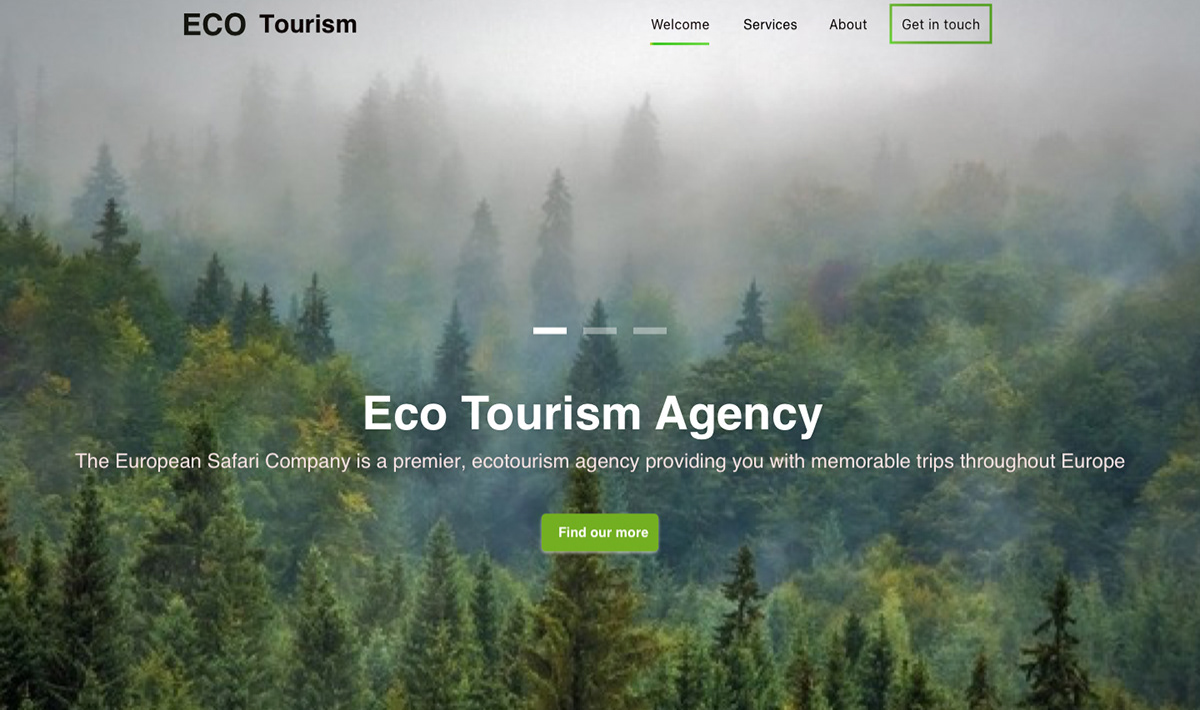 ECO Tourism Welcome Services About Get in touch
Eco Tourism Agency
The European Safari Company is a premier, ecotourism agency providing you with memorable trips throughout Europe
Find our more